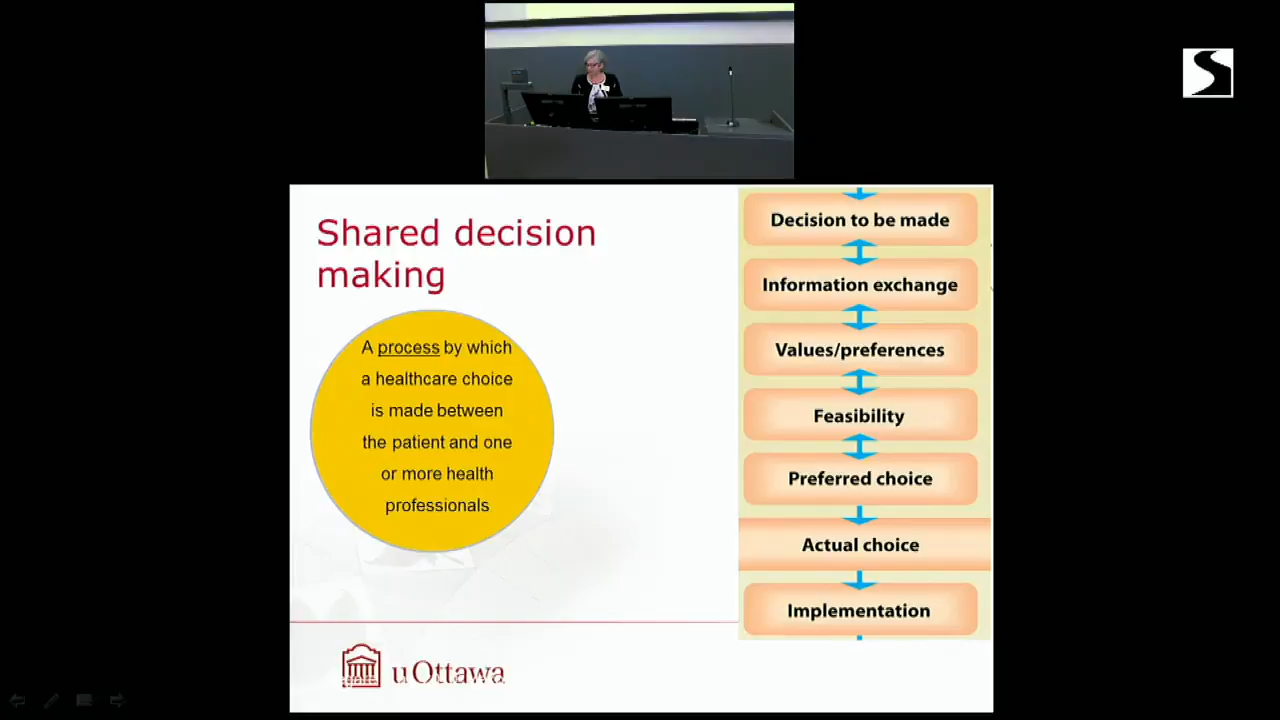 Shared decision
making
A process by which
a healthcare choice
is made between
the patient and one
or more health
professionals
Decision to be made
Information exchange
Values/preferences
Feasibility
Preferred choice
Actual choice
Implementation
uOttawa